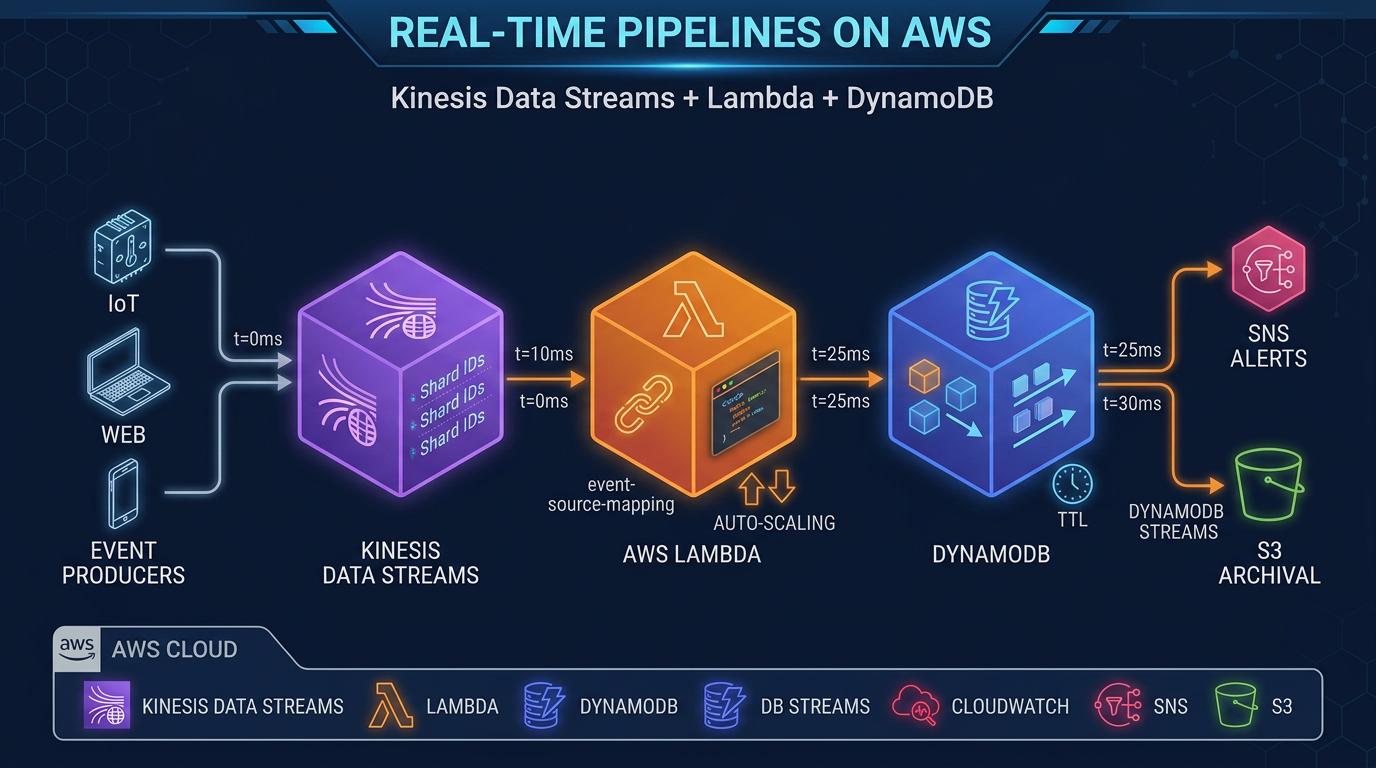 REAL-TIME PIPELINES ON AWS
Kinesis Data Streams + Lambda + DynamoDB
IoT
WEB
EVENT
PRODUCERS
t=0ms
Shard IDs
Shard IDs
Shard IDs
KINESIS
DATA STREAMS
t=10ms
t=0ms
event-
source-mapping
AUTO-SCALING
AWS LAMBDA
t=25ms
t=25ms
DYNAMODB
TTL
t=25ms
t=30ms
SNS
ALERTS
DYNAMODB
STREAMS
S3
ARCHIVAL
aws
AWS CLOUD
KINESIS DATA STREAMS
LAMBDA
DYNAMODB
DB STREAMS
CLOUDWATCH
SNS
S3